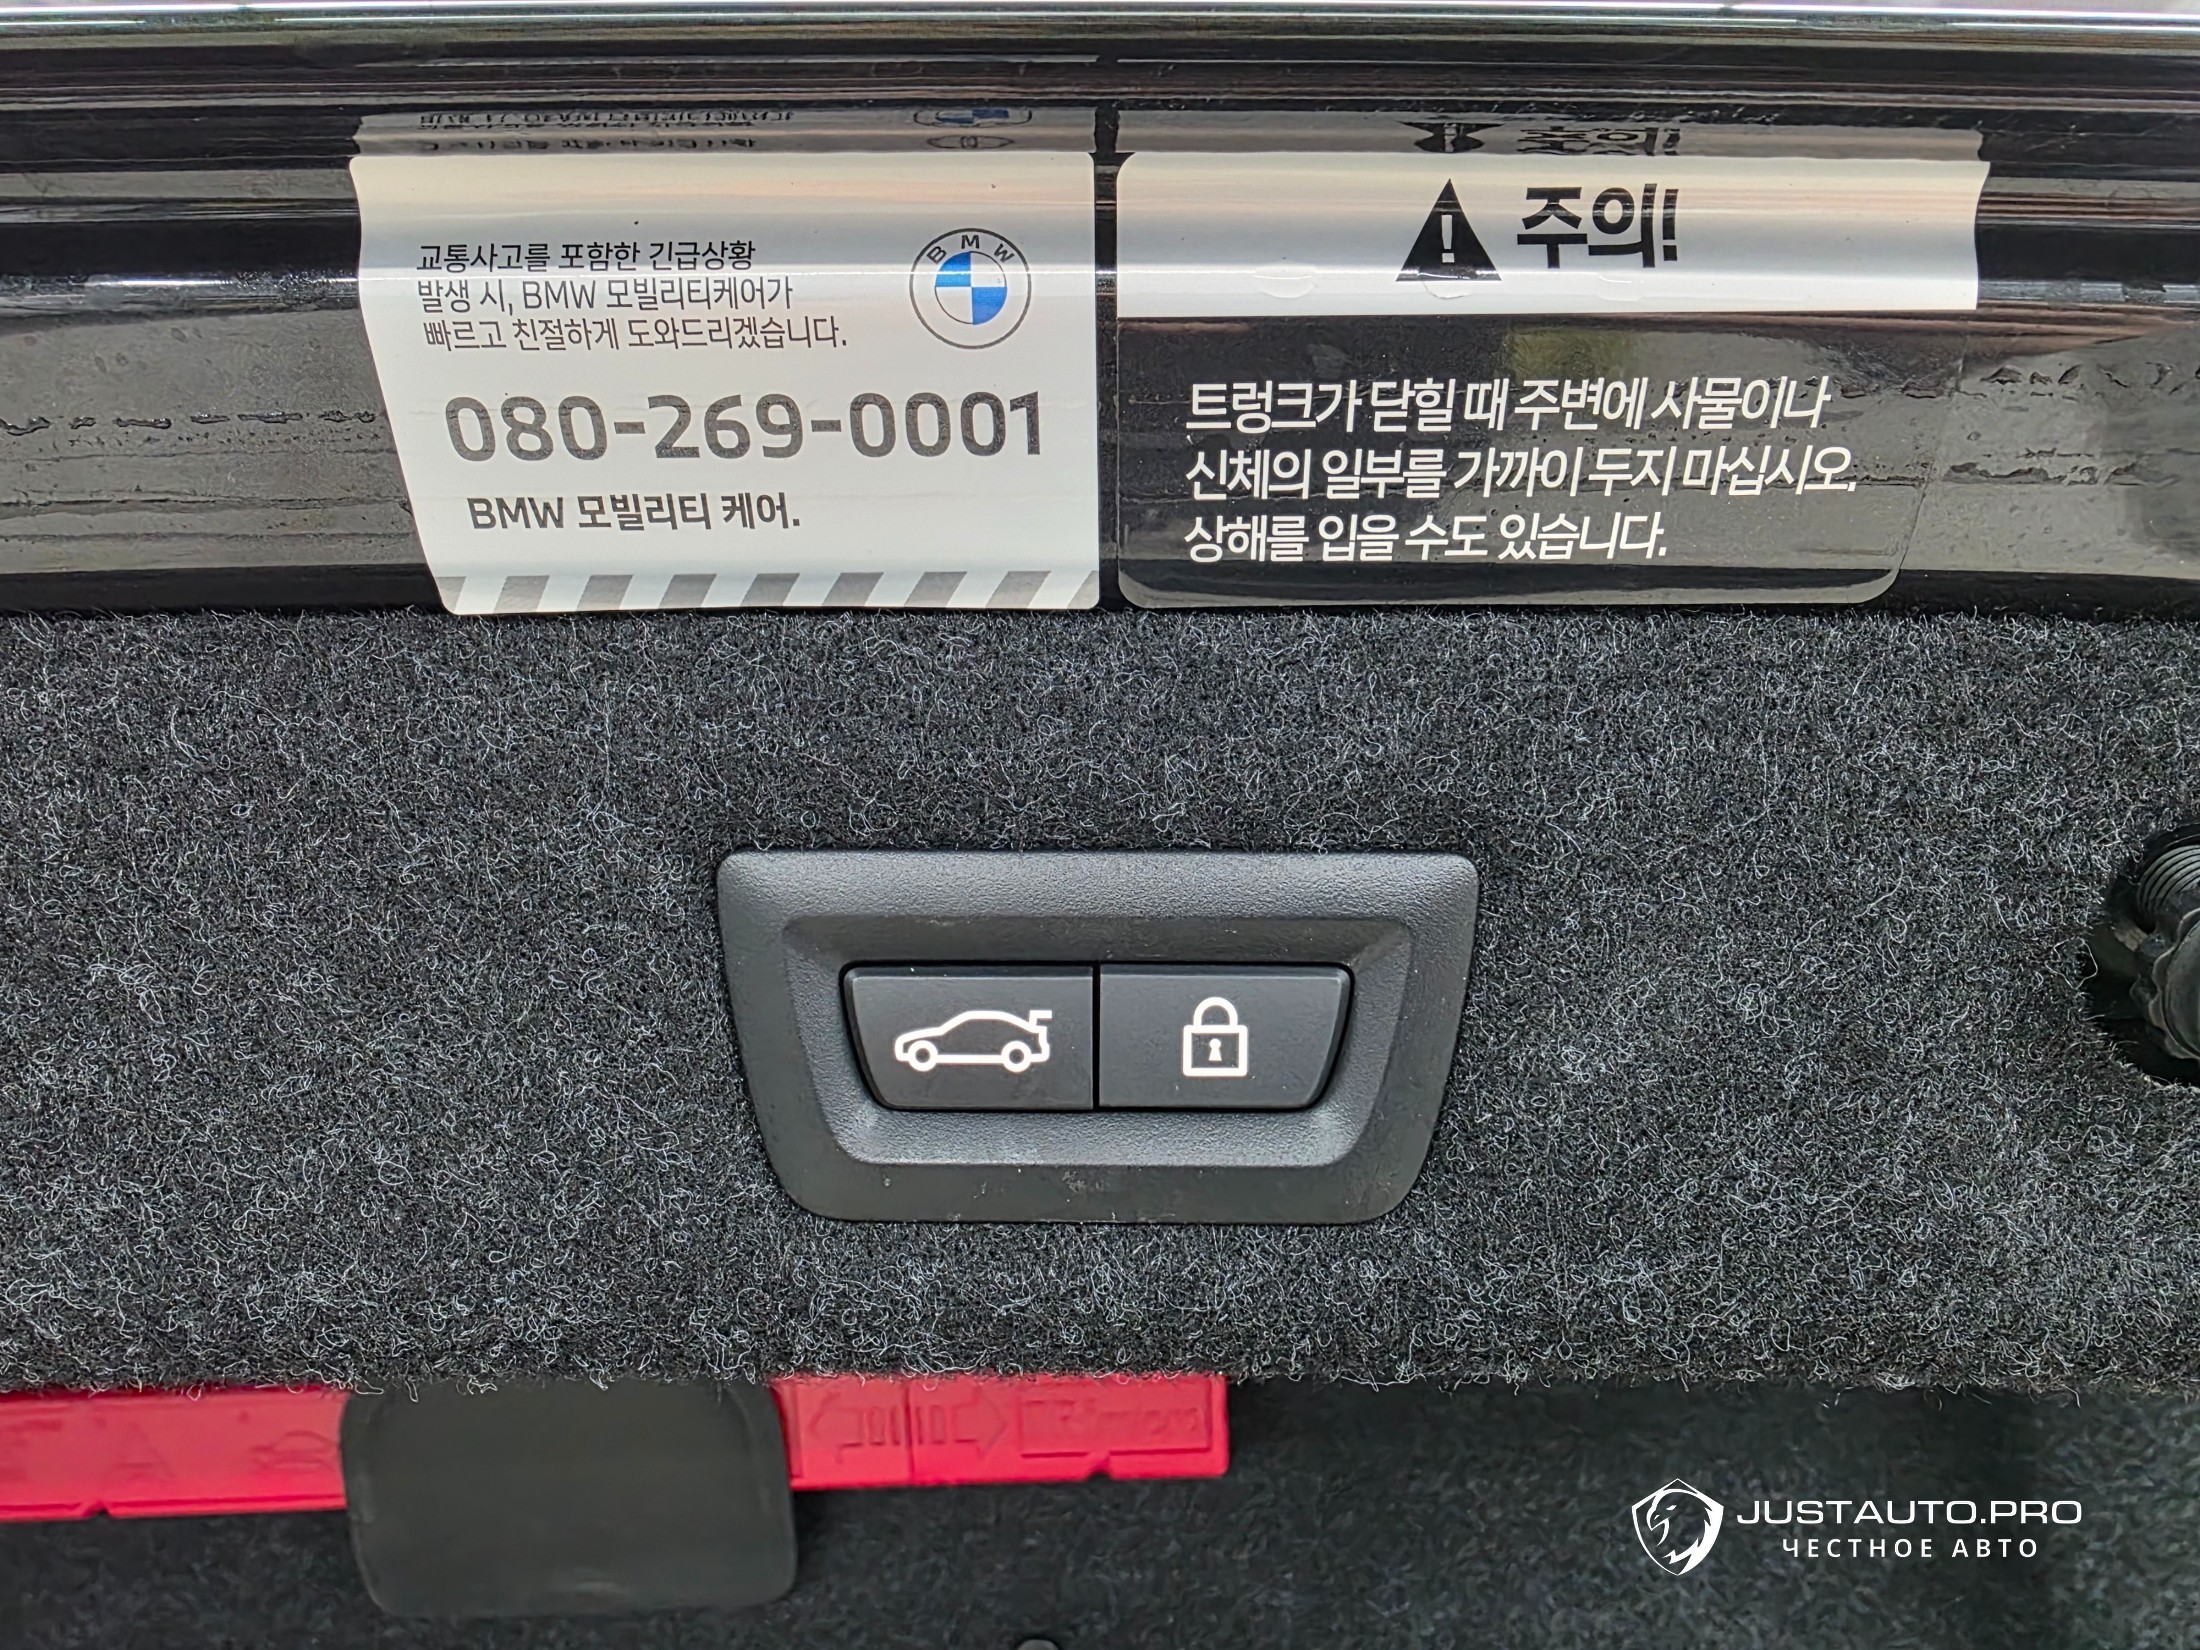 교통사고를 포함한 긴급상황
발생 시, BMW 모빌리티케어가
빠르고 친절하게 도와드리겠습니다.
BMW
080-269-0001
BMW 모빌리티 케어.
주의!
트렁크가 닫힐 때 주변에 사물이나
신체의 일부를 가까이 두지 마십시오.
상해를 입을 수도 있습니다.
JUSTAUTO.PRO
ЧЕСТНОЕ АВТО